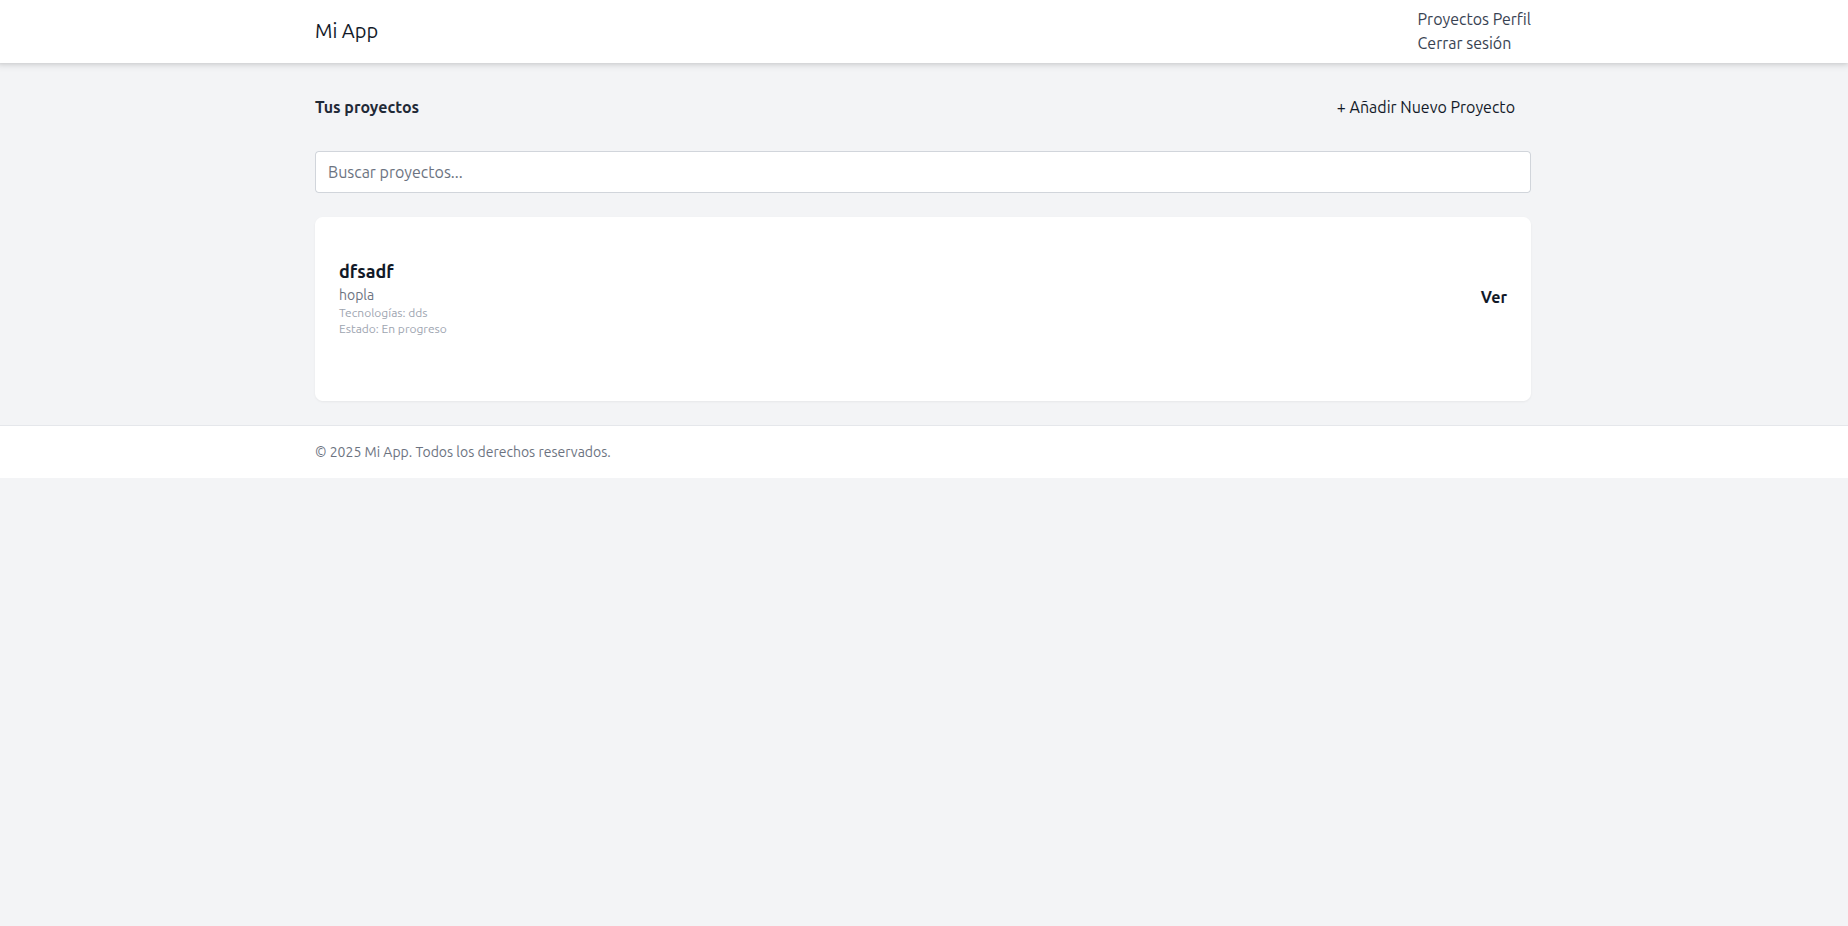 Mi App
Proyectos Perfil
Cerrar sesión
Tus proyectos
+ Añadir Nuevo Proyecto
Buscar proyectos...
dfsadf
hopla
Tecnologías: dds
Estado: En progreso
Ver
© 2025 Mi App. Todos los derechos reservados.